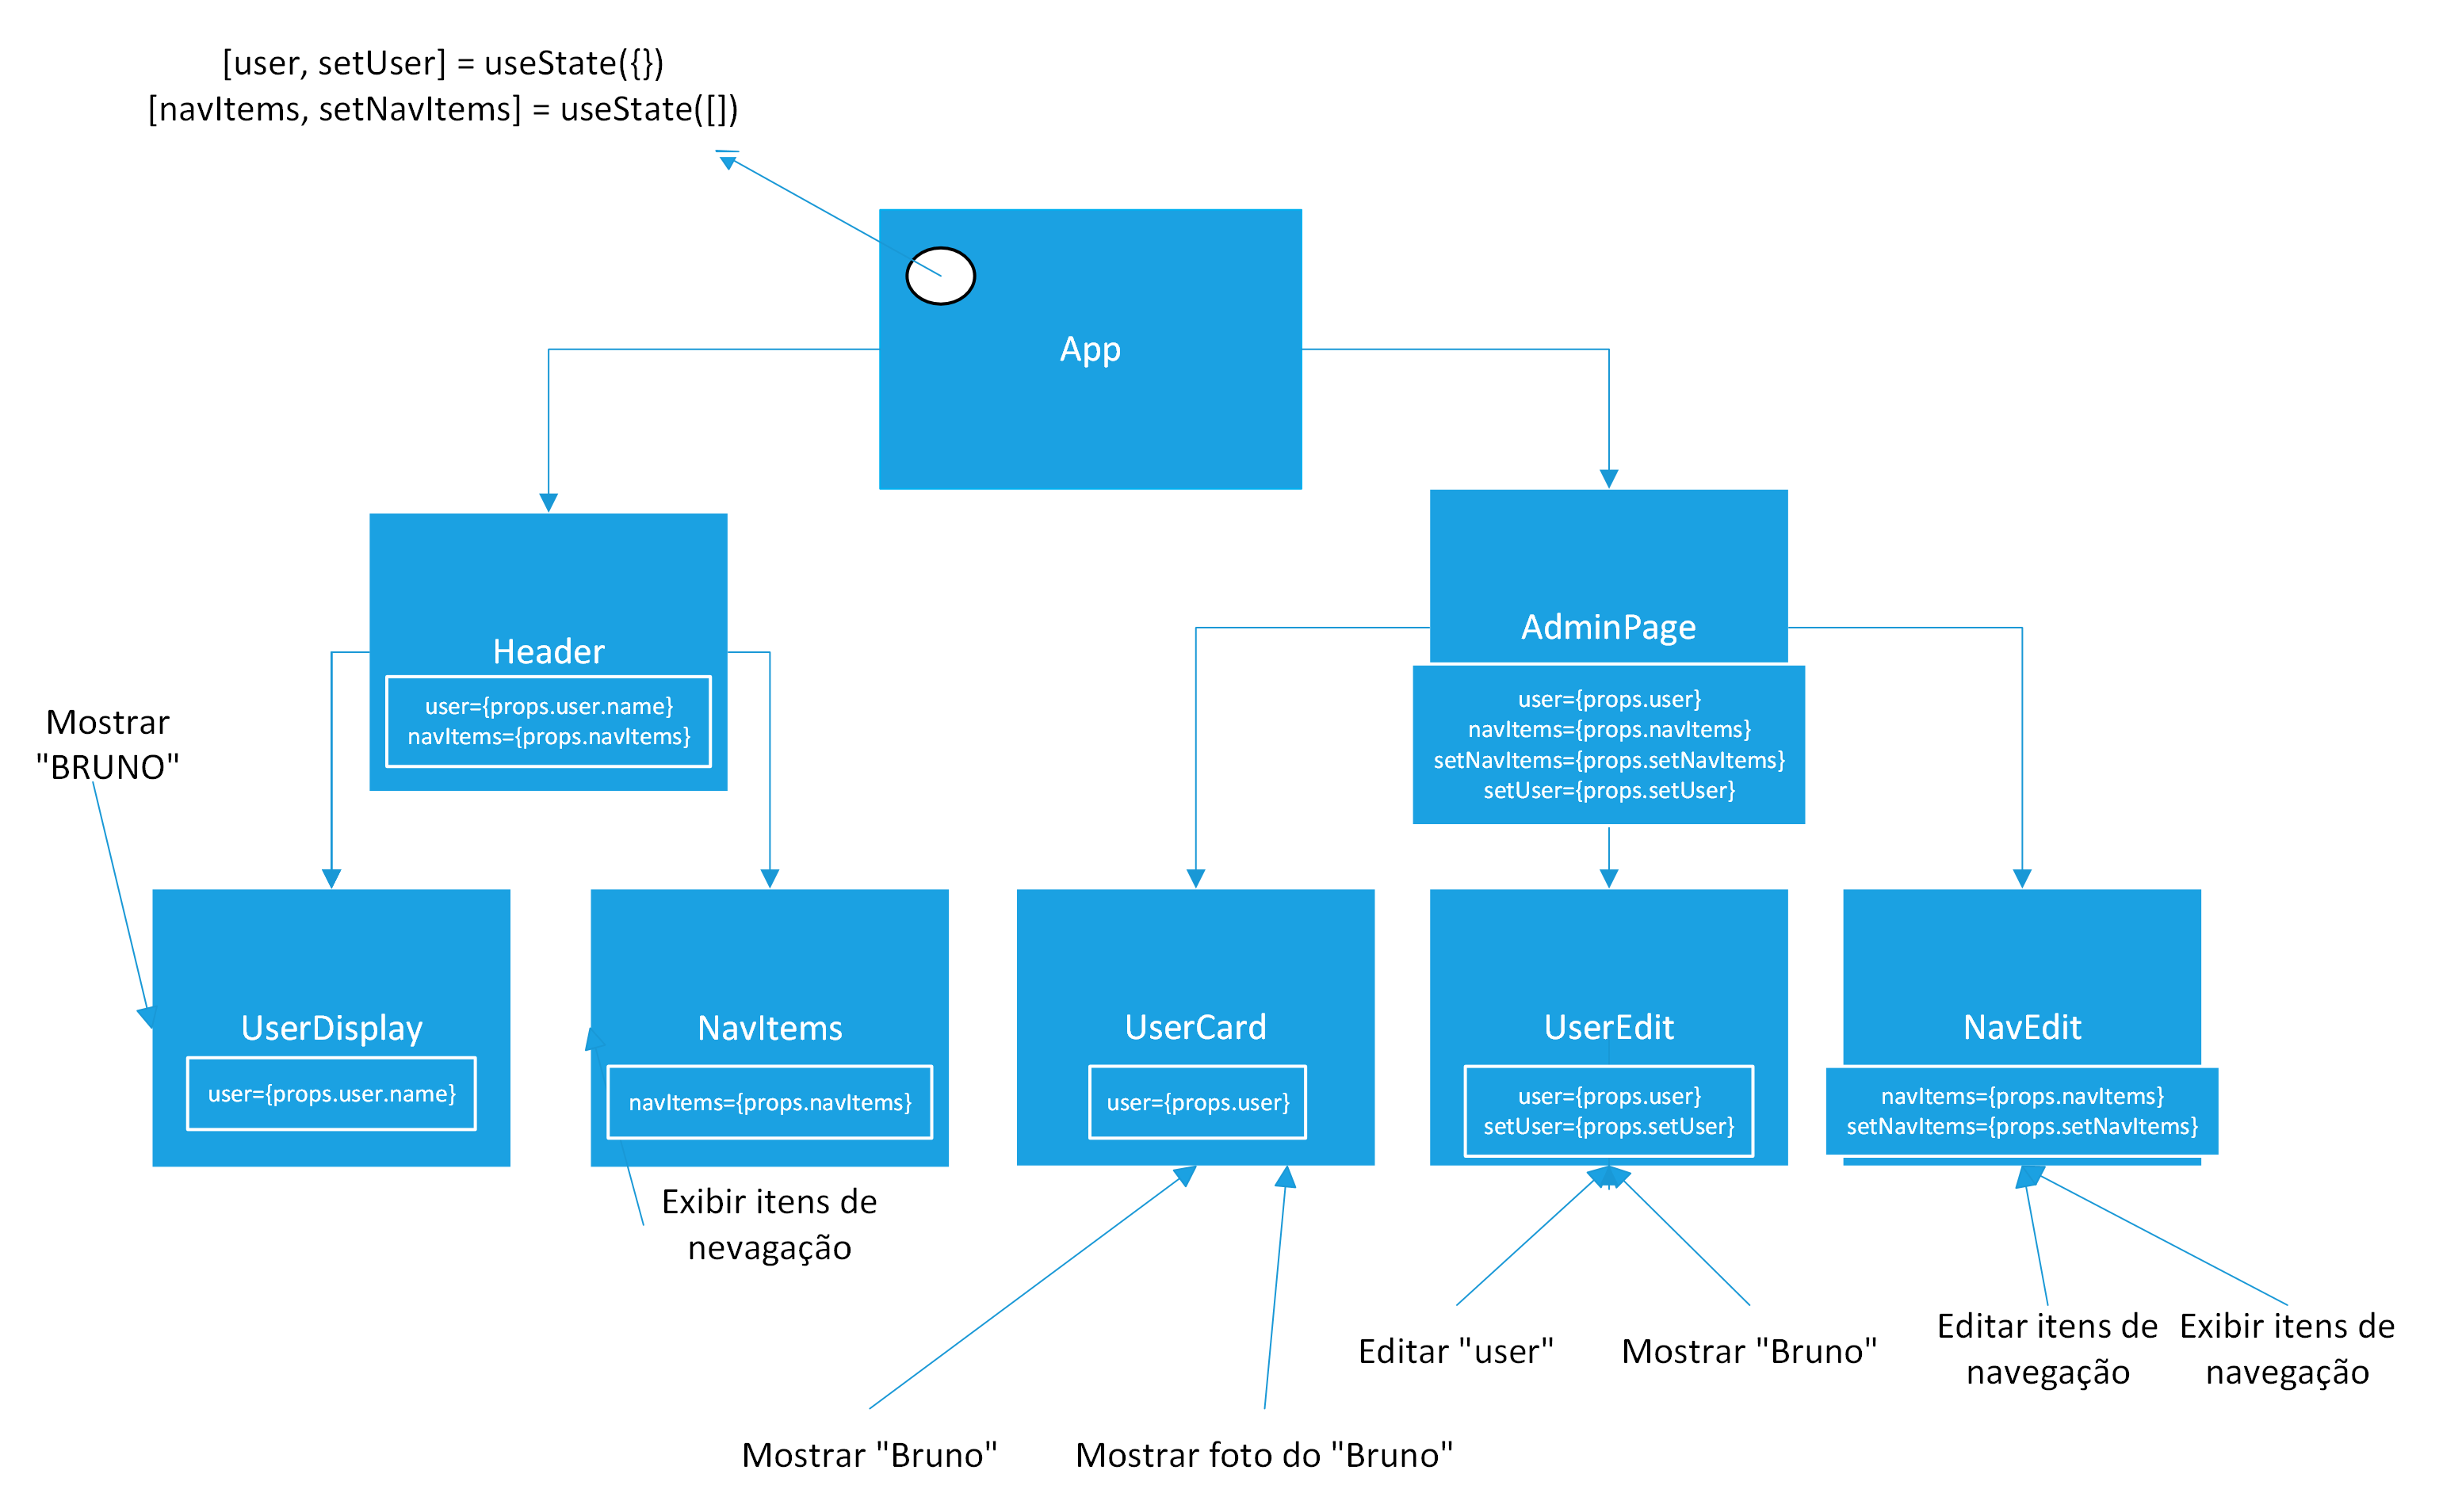 [user, setUser] = useState({})
[navItems, setNavItems] = useState([])
App
Header
user={props.user.name}
navItems={props.navItems}
AdminPage
user={props.user}
navItems={props.navItems}
setNavItems={props.setNavItems}
setUser={props.setUser}
Mostrar
"BRUNO"
UserDisplay
user={props.user.name}
NavItems
navItems={props.navItems}
UserCard
user={props.user}
UserEdit
user={props.user}
setUser={props.setUser}
NavEdit
navItems={props.navItems}
setNavItems={props.setNavItems}
Exibir itens de
nevagação
Mostrar "Bruno"
Mostrar foto do "Bruno"
Editar "user"
Mostrar "Bruno"
Editar itens de
navegação
Exibir itens de
navegação